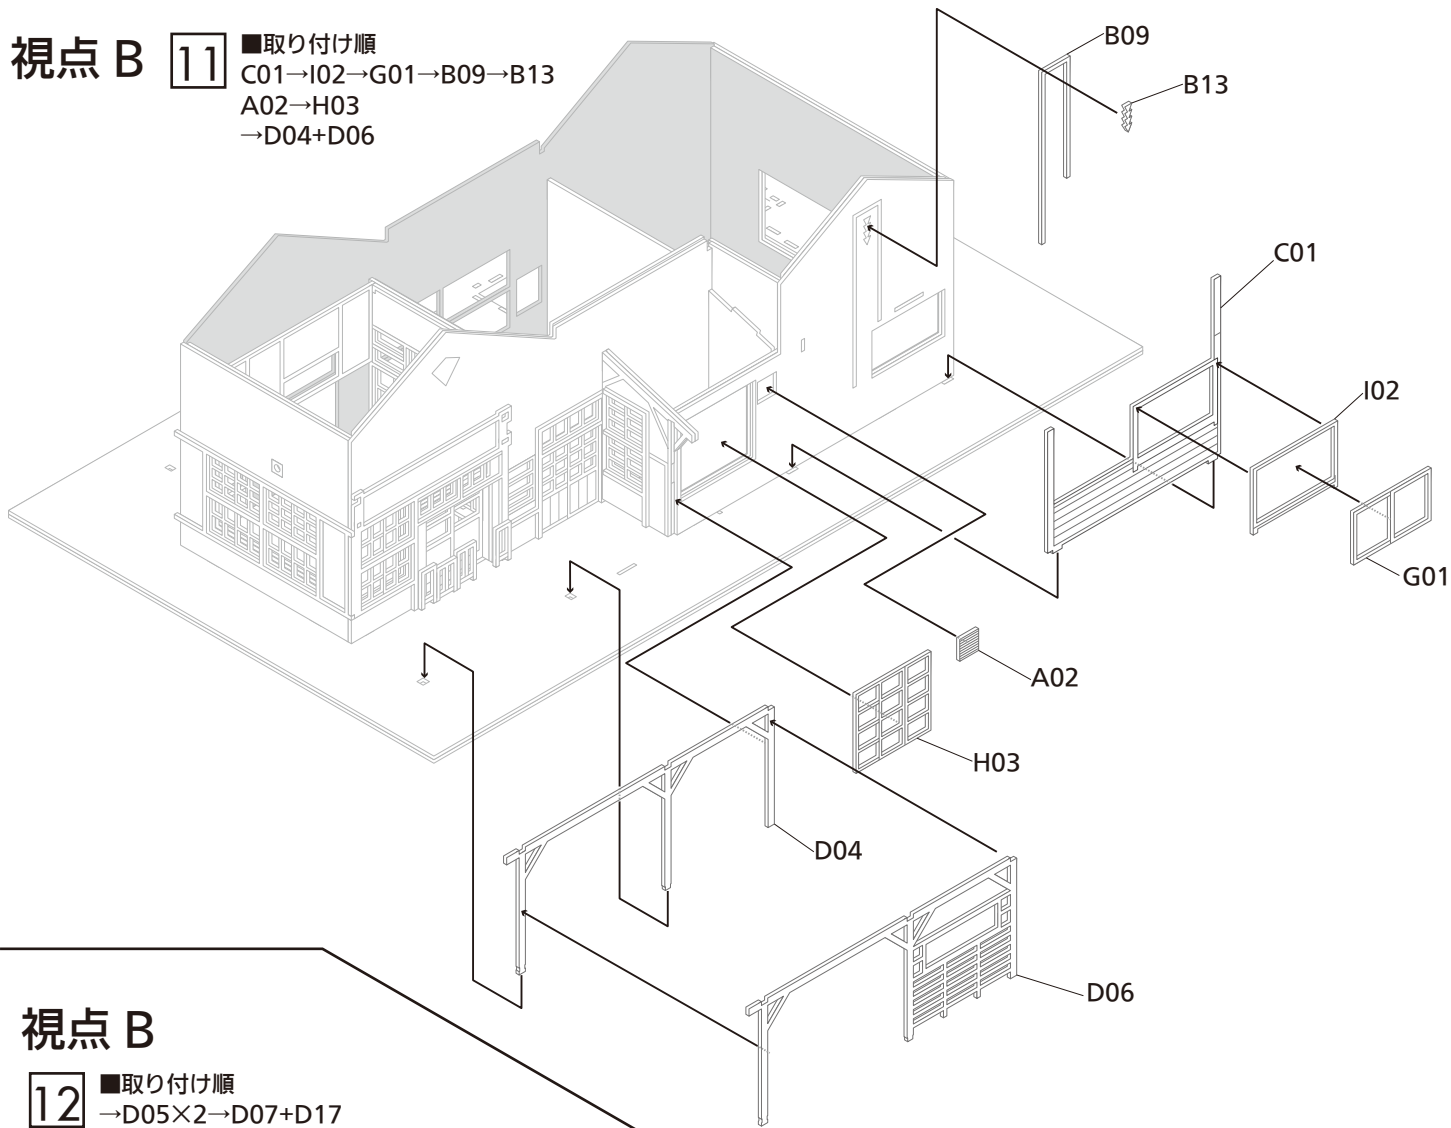 視点 B
11
■取り付け順
C01→I02→G01→B09→B13
A02→H03
→D04+D06
B09
B13
C01
I02
G01
A02
H03
D04
D06
視点 B
12
■取り付け順
→D05×2→D07+D17